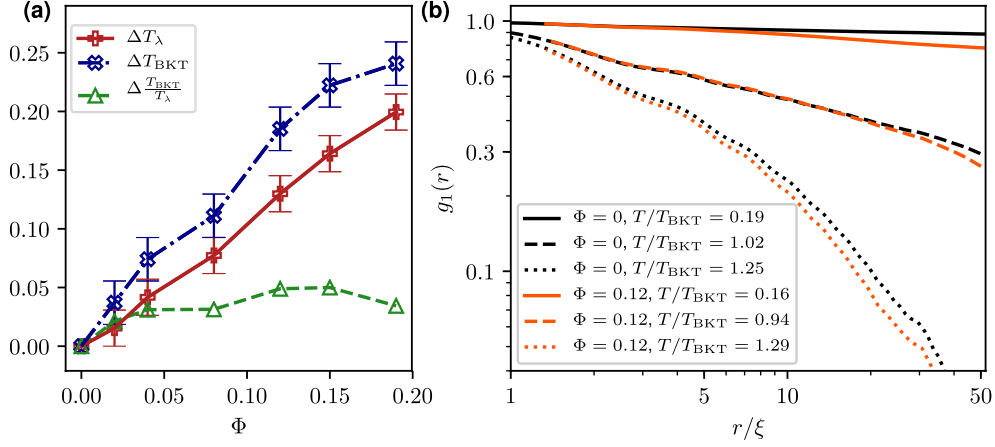 (a)
(b)
ΔT_λ
ΔT_BKT
Δ T_BKT/T_λ
0.25
0.20
0.15
0.10
0.05
0.00
0.00 0.05 0.10 0.15 0.20
Φ
1.0
0.6
0.3
0.1
g₁(r)
Φ = 0, T/T_BKT = 0.19
Φ = 0, T/T_BKT = 1.02
Φ = 0, T/T_BKT = 1.25
Φ = 0.12, T/T_BKT = 0.16
Φ = 0.12, T/T_BKT = 0.94
Φ = 0.12, T/T_BKT = 1.29
1 5 10 50
r/ξ